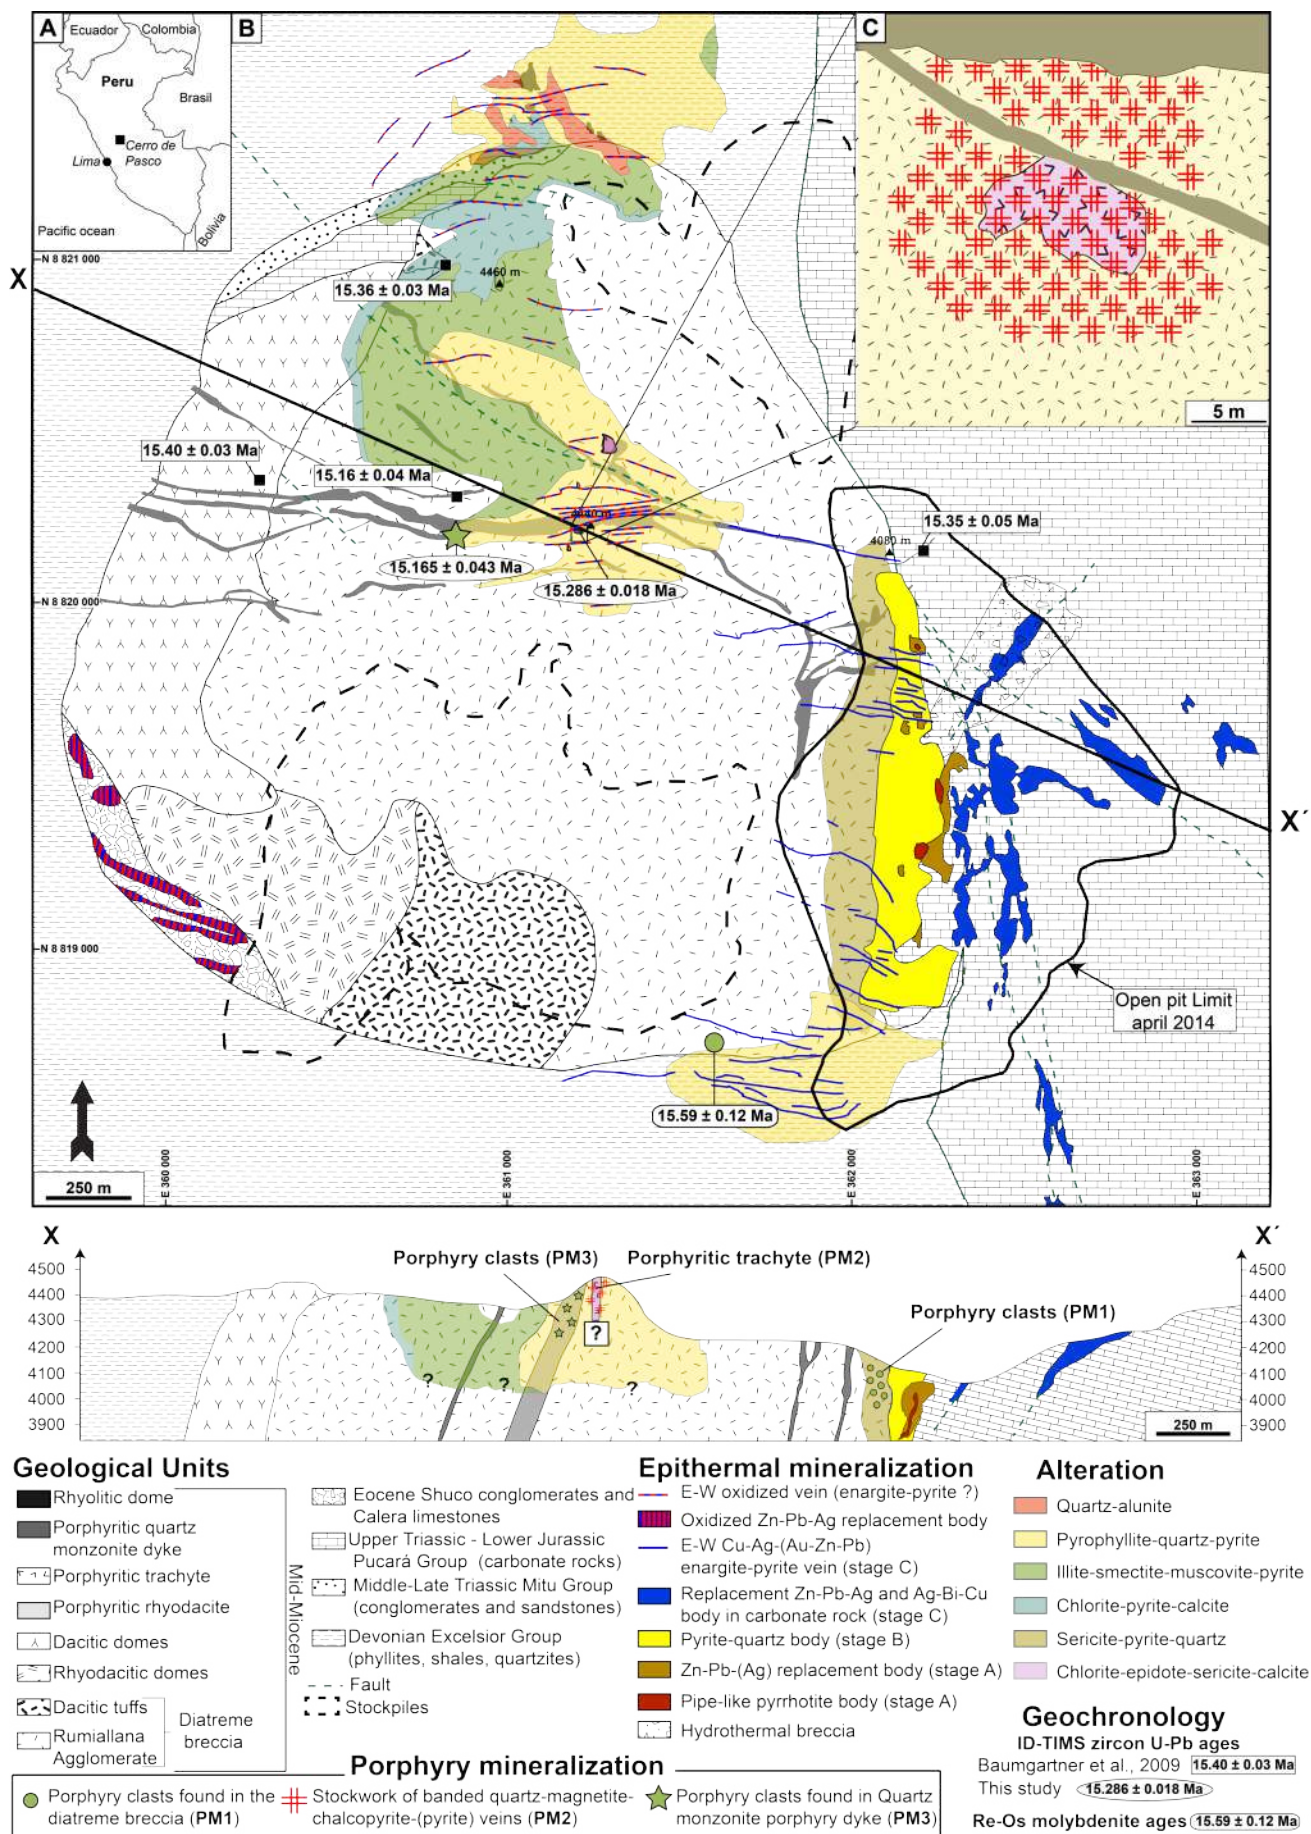 A
Ecuador
Colombia
Peru
Brasil
Cerro de
Pasco
Lima
Pacific ocean
Bolivia
B
C
5 m
X
N 8 821 000
4460 m
15.36 ± 0.03 Ma
15.40 ± 0.03 Ma
15.16 ± 0.04 Ma
15.35 ± 0.05 Ma
4080 m
15.165 ± 0.043 Ma
15.286 ± 0.018 Ma
N 8 820 000
X´
N 8 819 000
Open pit Limit
april 2014
15.59 ± 0.12 Ma
250 m
E 360 000
E 361 000
E 362 000
E 363 000
X
X´
Porphyry clasts (PM3)
Porphyritic trachyte (PM2)
Porphyry clasts (PM1)
4500
4400
4300
4200
4100
4000
3900
?
?
?
?
4500
4400
4300
4200
4100
4000
3900
250 m
Geological Units
Rhyolitic dome
Porphyritic quartz
monzonite dyke
Porphyritic trachyte
Porphyritic rhyodacite
Dacitic domes
Rhyodacitic domes
Dacitic tuffs
Rumiallana
Agglomerate
Diatreme
breccia
Mid-Miocene
Eocene Shuco conglomerates and
Calera limestones
Upper Triassic - Lower Jurassic
Pucará Group (carbonate rocks)
Middle-Late Triassic Mitu Group
(conglomerates and sandstones)
Devonian Excelsior Group
(phyllites, shales, quartzites)
Fault
Stockpiles
Epithermal mineralization
E-W oxidized vein (enargite-pyrite ?)
Oxidized Zn-Pb-Ag replacement body
E-W Cu-Ag-(Au-Zn-Pb)
enargite-pyrite vein (stage C)
Replacement Zn-Pb-Ag and Ag-Bi-Cu
body in carbonate rock (stage C)
Pyrite-quartz body (stage B)
Zn-Pb-(Ag) replacement body (stage A)
Pipe-like pyrrhotite body (stage A)
Hydrothermal breccia
Alteration
Quartz-alunite
Pyrophyllite-quartz-pyrite
Illite-smectite-muscovite-pyrite
Chlorite-pyrite-calcite
Sericite-pyrite-quartz
Chlorite-epidote-sericite-calcite
Geochronology
ID-TIMS zircon U-Pb ages
Baumgartner et al., 2009 15.40 ± 0.03 Ma
This study 15.286 ± 0.018 Ma
Re-Os molybdenite ages 15.59 ± 0.12 Ma
Porphyry mineralization
Porphyry clasts found in the
diatreme breccia (PM1)
Stockwork of banded quartz-magnetite-
chalcopyrite-(pyrite) veins (PM2)
Porphyry clasts found in Quartz
monzonite porphyry dyke (PM3)